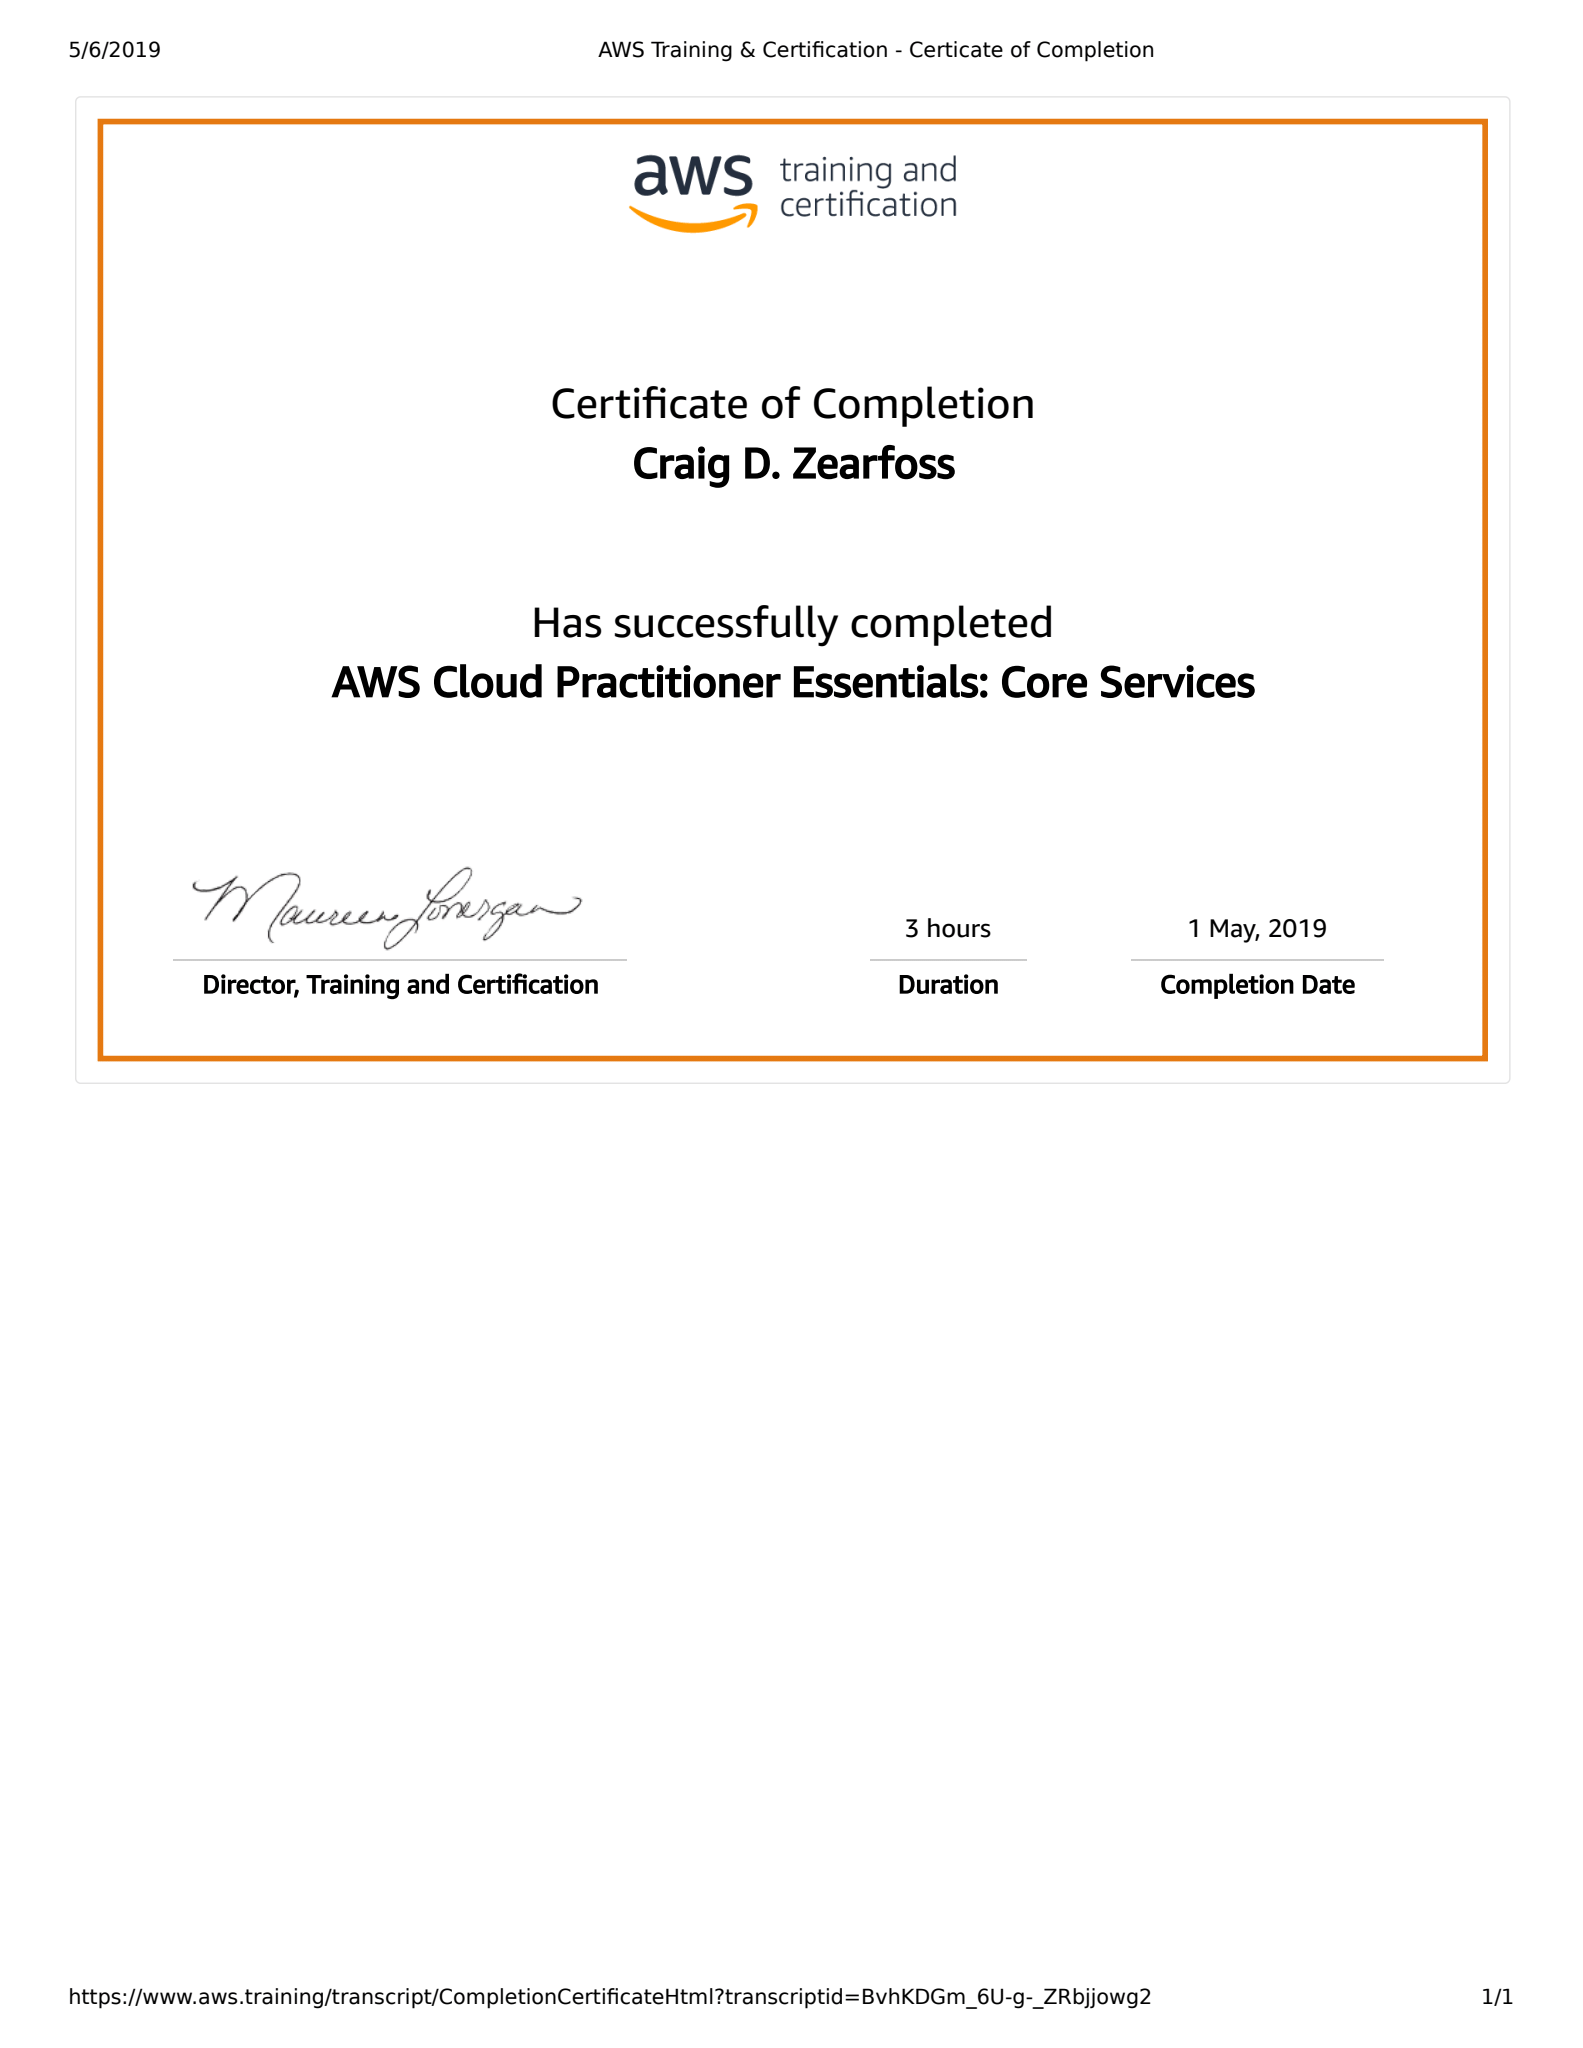 5/6/2019 AWS Training & Certification - Certicate of Completion
aws training and
certification
Certificate of Completion
Craig D. Zearfoss
Has successfully completed
AWS Cloud Practitioner Essentials: Core Services
Maureen Lonergan
3 hours 1 May, 2019
Director, Training and Certification Duration Completion Date
https://www.aws.training/transcript/CompletionCertificateHtml?transcriptid=BvhKDGm_6U-g-_ZRbjjowg2 1/1